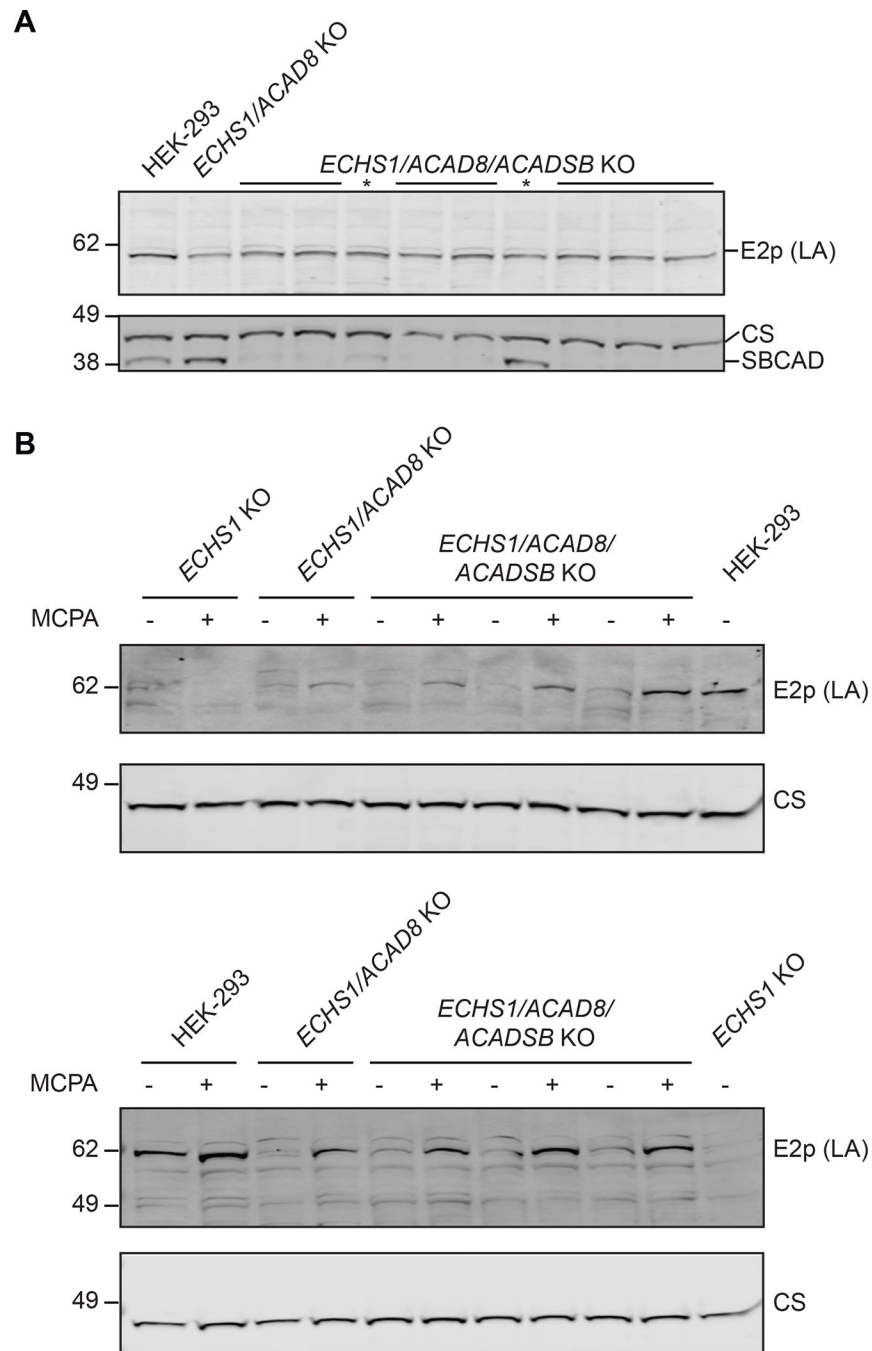 A
HEK-293
ECHS1/ACAD8 KO
ECHS1/ACAD8/ACADSB KO
* *
62
E2p (LA)
49
CS
38
SBCAD
B
ECHS1 KO
ECHS1/ACAD8 KO
ECHS1/ACAD8/
ACADSB KO
HEK-293
MCPA - + - + - + - + - + -
62
E2p (LA)
49
CS
HEK-293
ECHS1/ACAD8 KO
ECHS1/ACAD8/
ACADSB KO
ECHS1 KO
MCPA - + - + - + - + - + -
62
E2p (LA)
49
49
CS